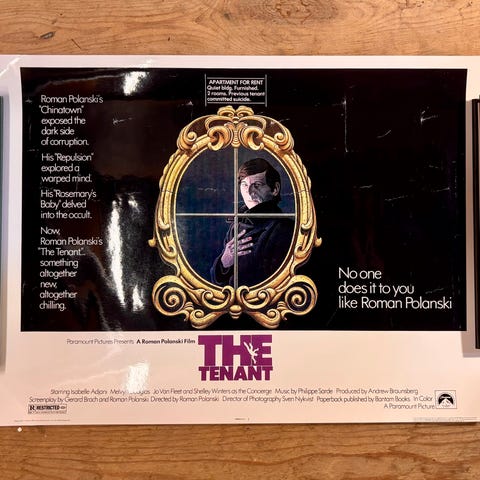 APARTMENT FOR RENT
Quiet bldg. Furnished.
2 rooms. Previous tenant
committed suicide.
Roman Polanski's
"Chinatown"
exposed the
dark side
of corruption.
His "Repulsion"
explored a
warped mind.
His "Rosemary's
Baby" delved
into the occult.
Now,
Roman Polanski's
"The Tenant"...
something
altogether
new,
altogether
chilling.
No one
does it to you
like Roman Polanski
Paramount Pictures Presents A Roman Polanski Film
THE
TENANT
Starring Isabelle Adjani Melvyn Douglas Jo Van Fleet and Shelley Winters as the Concierge Music by Philippe Sarde Produced by Andrew Braunsberg
Screenplay by Gerard Brach and Roman Polanski Directed by Roman Polanski Director of Photography Sven Nykvist Paperback published by Bantam Books In Color
A Paramount Picture
R RESTRICTED